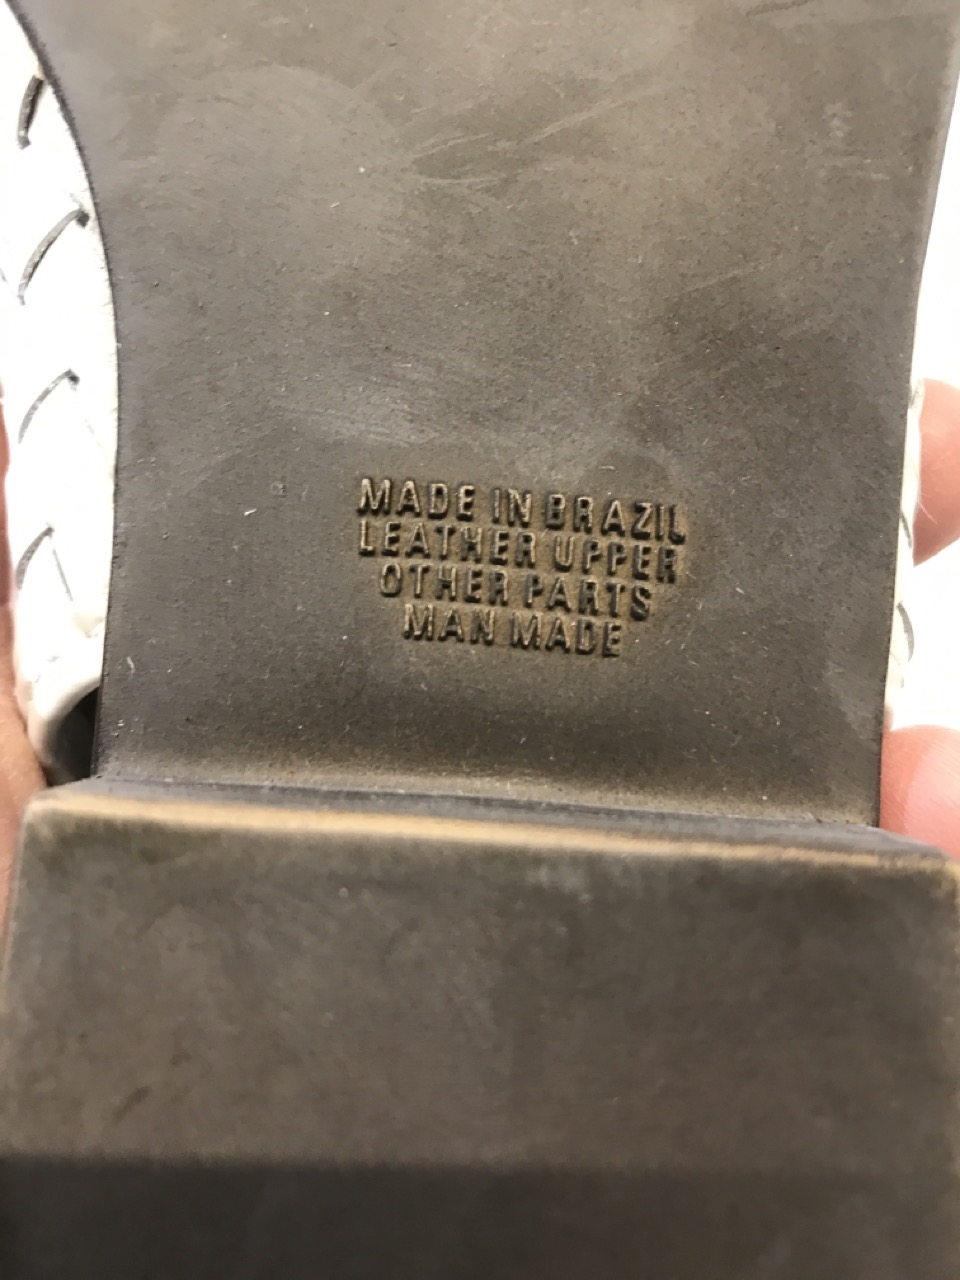 MADE IN BRAZIL
LEATHER UPPER
OTHER PARTS
MAN MADE